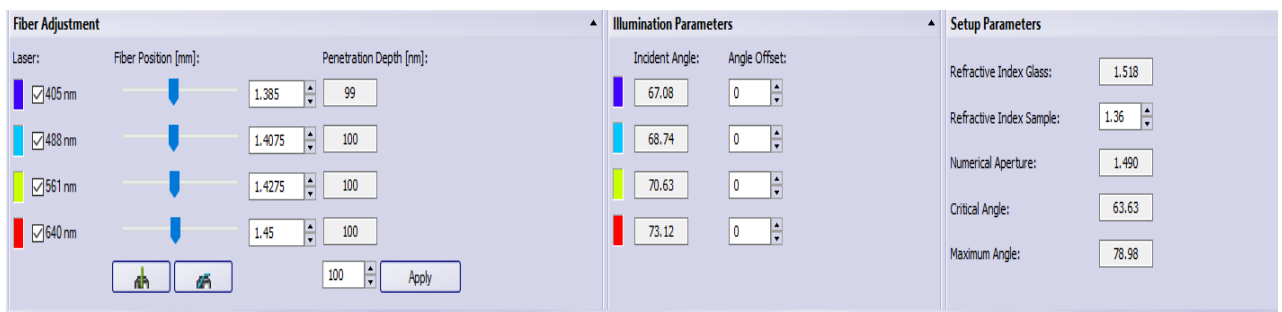 Fiber Adjustment
Laser: Fiber Position [mm]: Penetration Depth [nm]:
405 nm 1.385 99
488 nm 1.4075 100
561 nm 1.4275 100
640 nm 1.45 100
100 Apply
Illumination Parameters
Incident Angle: Angle Offset:
67.08 0
68.74 0
70.63 0
73.12 0
Setup Parameters
Refractive Index Glass: 1.518
Refractive Index Sample: 1.36
Numerical Aperture: 1.490
Critical Angle: 63.63
Maximum Angle: 78.98